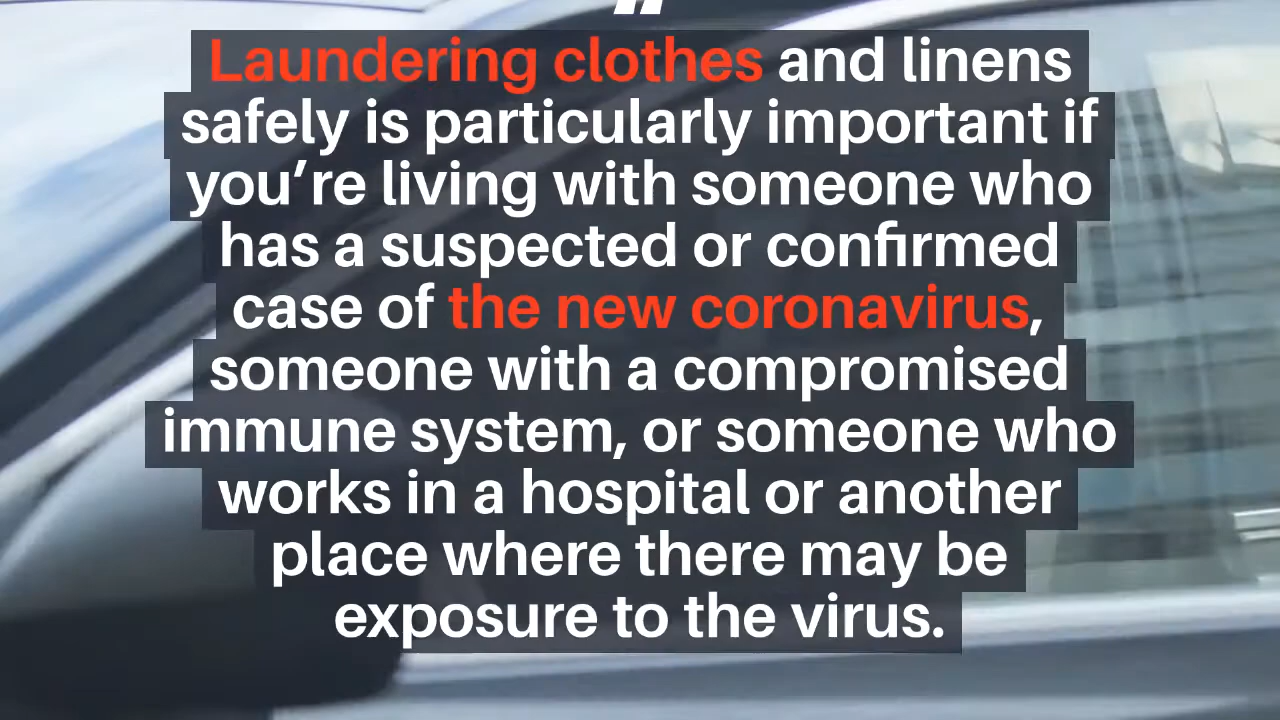 Laundering clothes and linens
safely is particularly important if
you’re living with someone who
has a suspected or confirmed
case of the new coronavirus,
someone with a compromised
immune system, or someone who
works in a hospital or another
place where there may be
exposure to the virus.